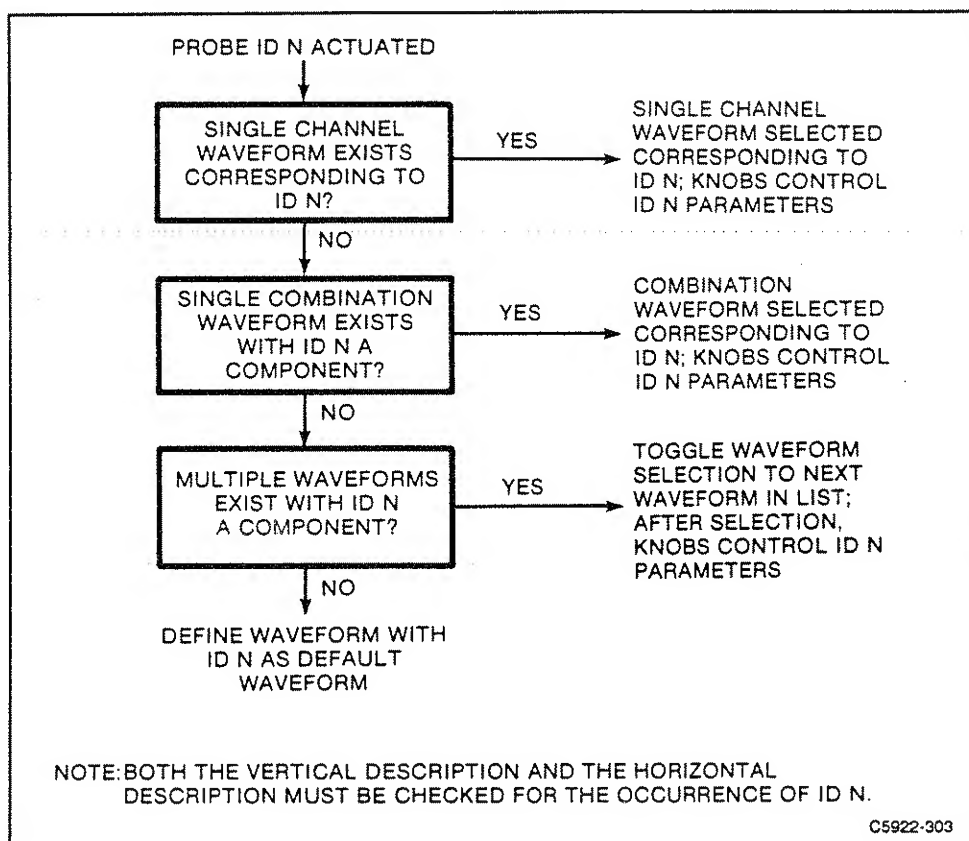 PROBE ID N ACTUATED
SINGLE CHANNEL
WAVEFORM EXISTS
CORRESPONDING TO
ID N?
YES
SINGLE CHANNEL
WAVEFORM SELECTED
CORRESPONDING TO
ID N; KNOBS CONTROL
ID N PARAMETERS
NO
SINGLE COMBINATION
WAVEFORM EXISTS
WITH ID N A
COMPONENT?
YES
COMBINATION
WAVEFORM SELECTED
CORRESPONDING TO
ID N; KNOBS CONTROL
ID N PARAMETERS
NO
MULTIPLE WAVEFORMS
EXIST WITH ID N
A COMPONENT?
YES
TOGGLE WAVEFORM
SELECTION TO NEXT
WAVEFORM IN LIST;
AFTER SELECTION,
KNOBS CONTROL ID N
PARAMETERS
NO
DEFINE WAVEFORM WITH
ID N AS DEFAULT
WAVEFORM
NOTE: BOTH THE VERTICAL DESCRIPTION AND THE HORIZONTAL
DESCRIPTION MUST BE CHECKED FOR THE OCCURRENCE OF ID N.
C5922-303